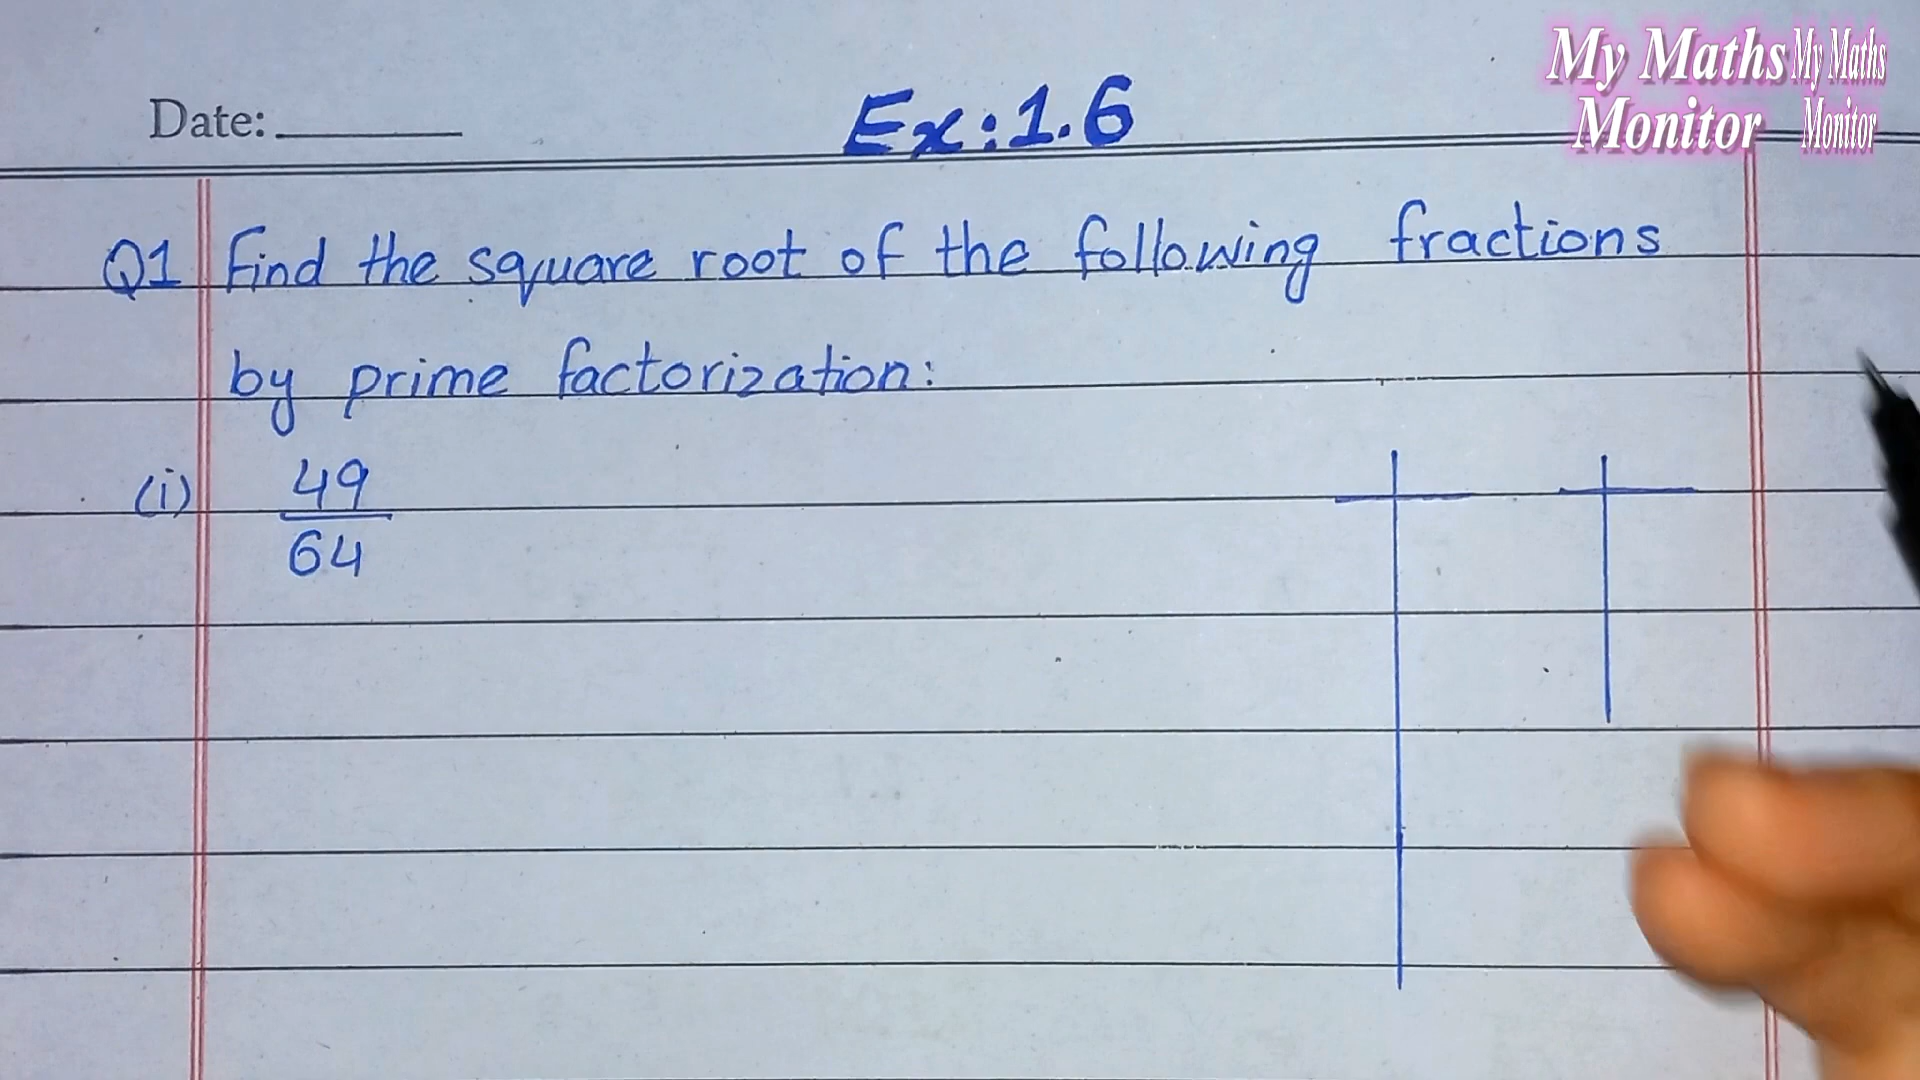 My Maths My Maths
Monitor Monitor
Date:
Ex:1.6
Q1 Find the square root of the following fractions
by prime factorization:
(i) 49
64